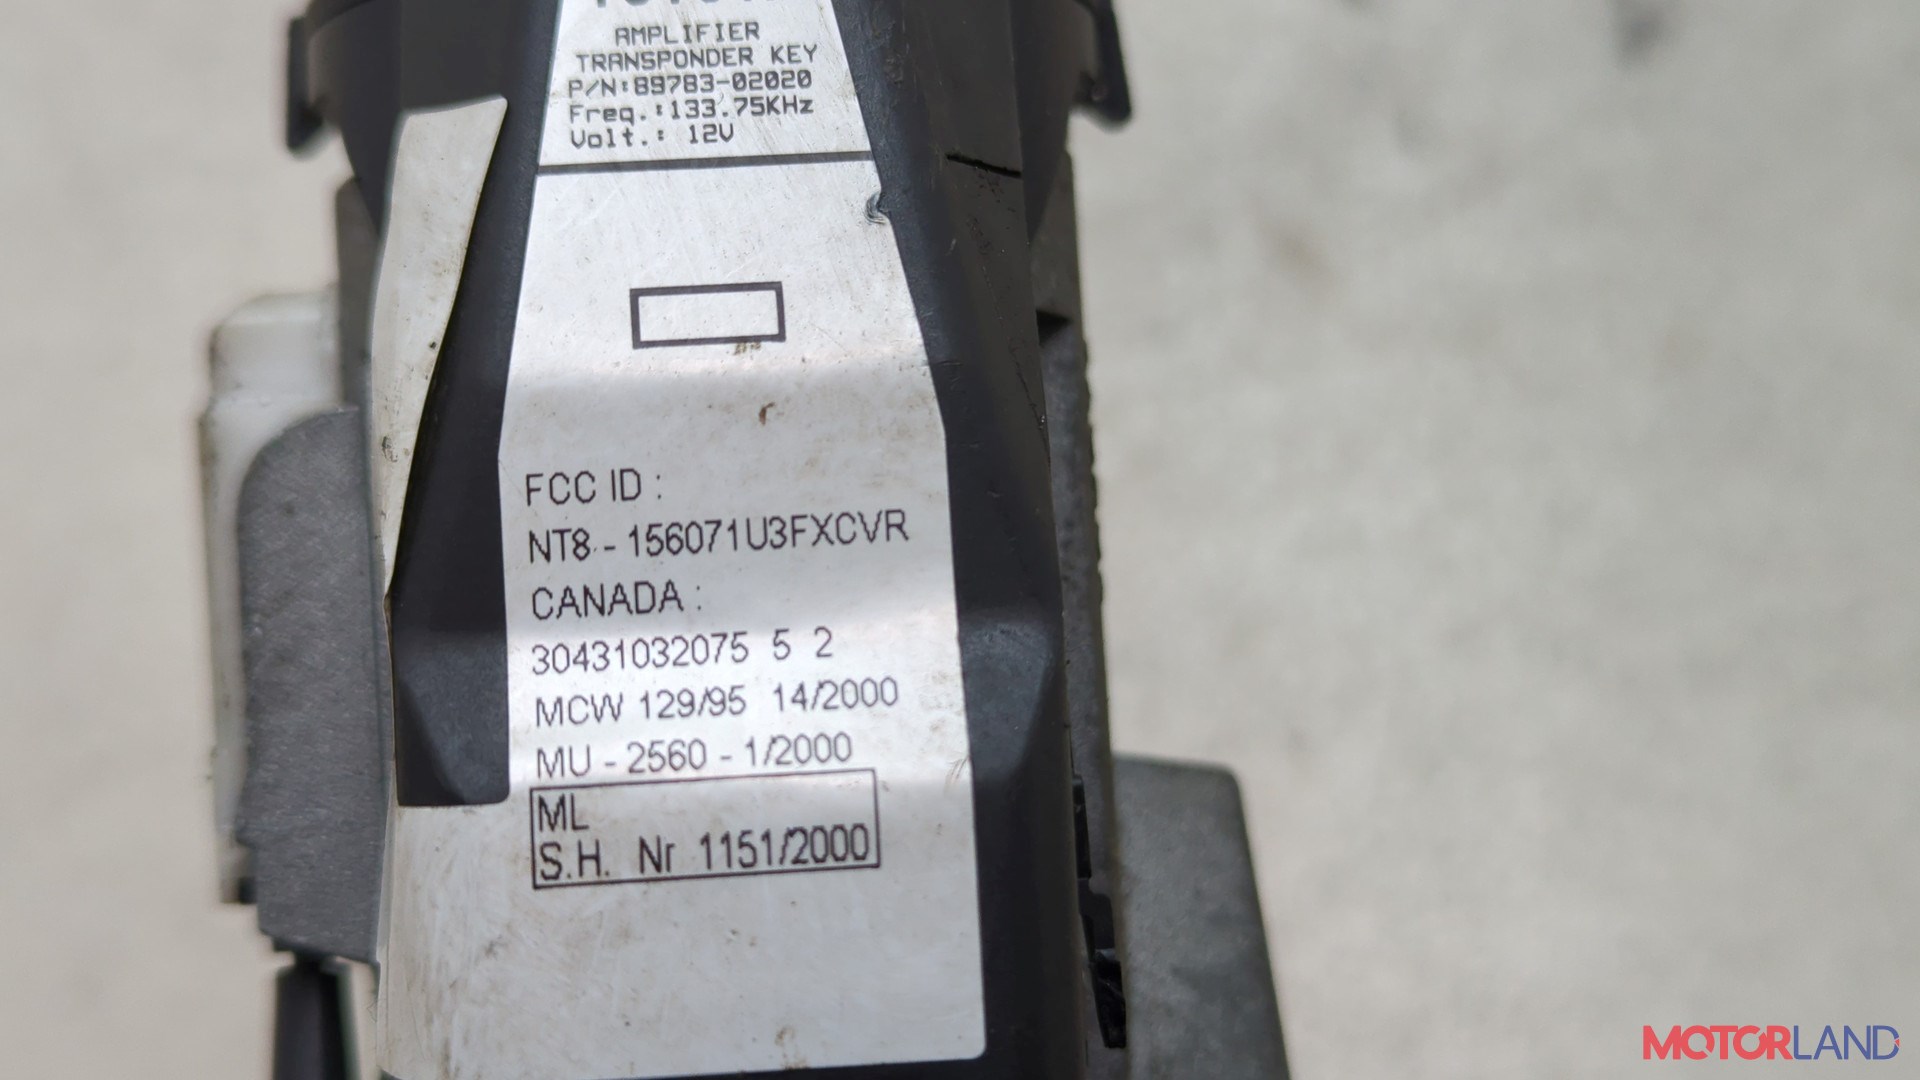 AMPLIFIER
TRANSPONDER KEY
P/N:89783-02020
Freq.:133.75KHz
Volt.: 12V
FCC ID :
NT8 - 156071U3FXCVR
CANADA :
30431032075 5 2
MCW 129/95 14/2000
MU - 2560 - 1/2000
ML
S.H. Nr 1151/2000
MOTORLAND